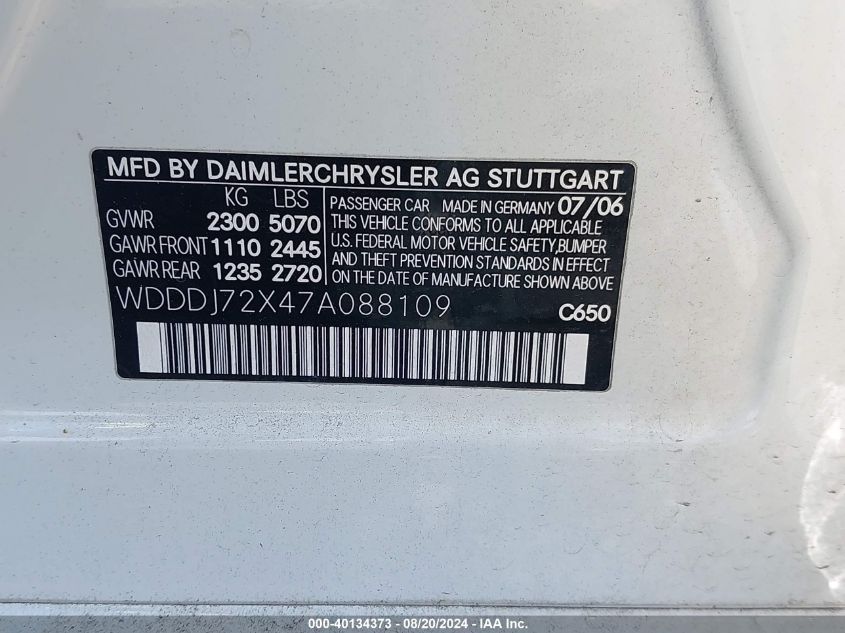 MFD BY DAIMLERCHRYSLER AG STUTTGART
KG LBS
GVWR 2300 5070
GAWR FRONT 1110 2445
GAWR REAR 1235 2720
PASSENGER CAR MADE IN GERMANY 07/06
THIS VEHICLE CONFORMS TO ALL APPLICABLE
U.S. FEDERAL MOTOR VEHICLE SAFETY,BUMPER
AND THEFT PREVENTION STANDARDS IN EFFECT
ON THE DATE OF MANUFACTURE SHOWN ABOVE
WDDDJ72X47A088109
C650
000-40134373 - 08/20/2024 - IAA Inc.